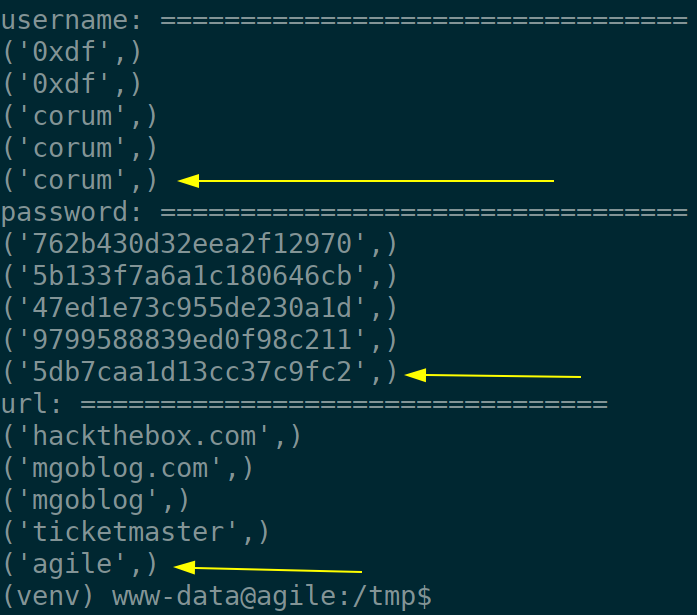 username: =================================
('0xdf',)
('0xdf',)
('corum',)
('corum',)
('corum',)
password: =================================
('762b430d32eea2f12970',)
('5b133f7a6a1c180646cb',)
('47ed1e73c955de230a1d',)
('9799588839ed0f98c211',)
('5db7caa1d13cc37c9fc2',)
url: =================================
('hackthebox.com',)
('mgoblog.com',)
('mgoblog',)
('ticketmaster',)
('agile',)
(venv) www-data@agile:/tmp$